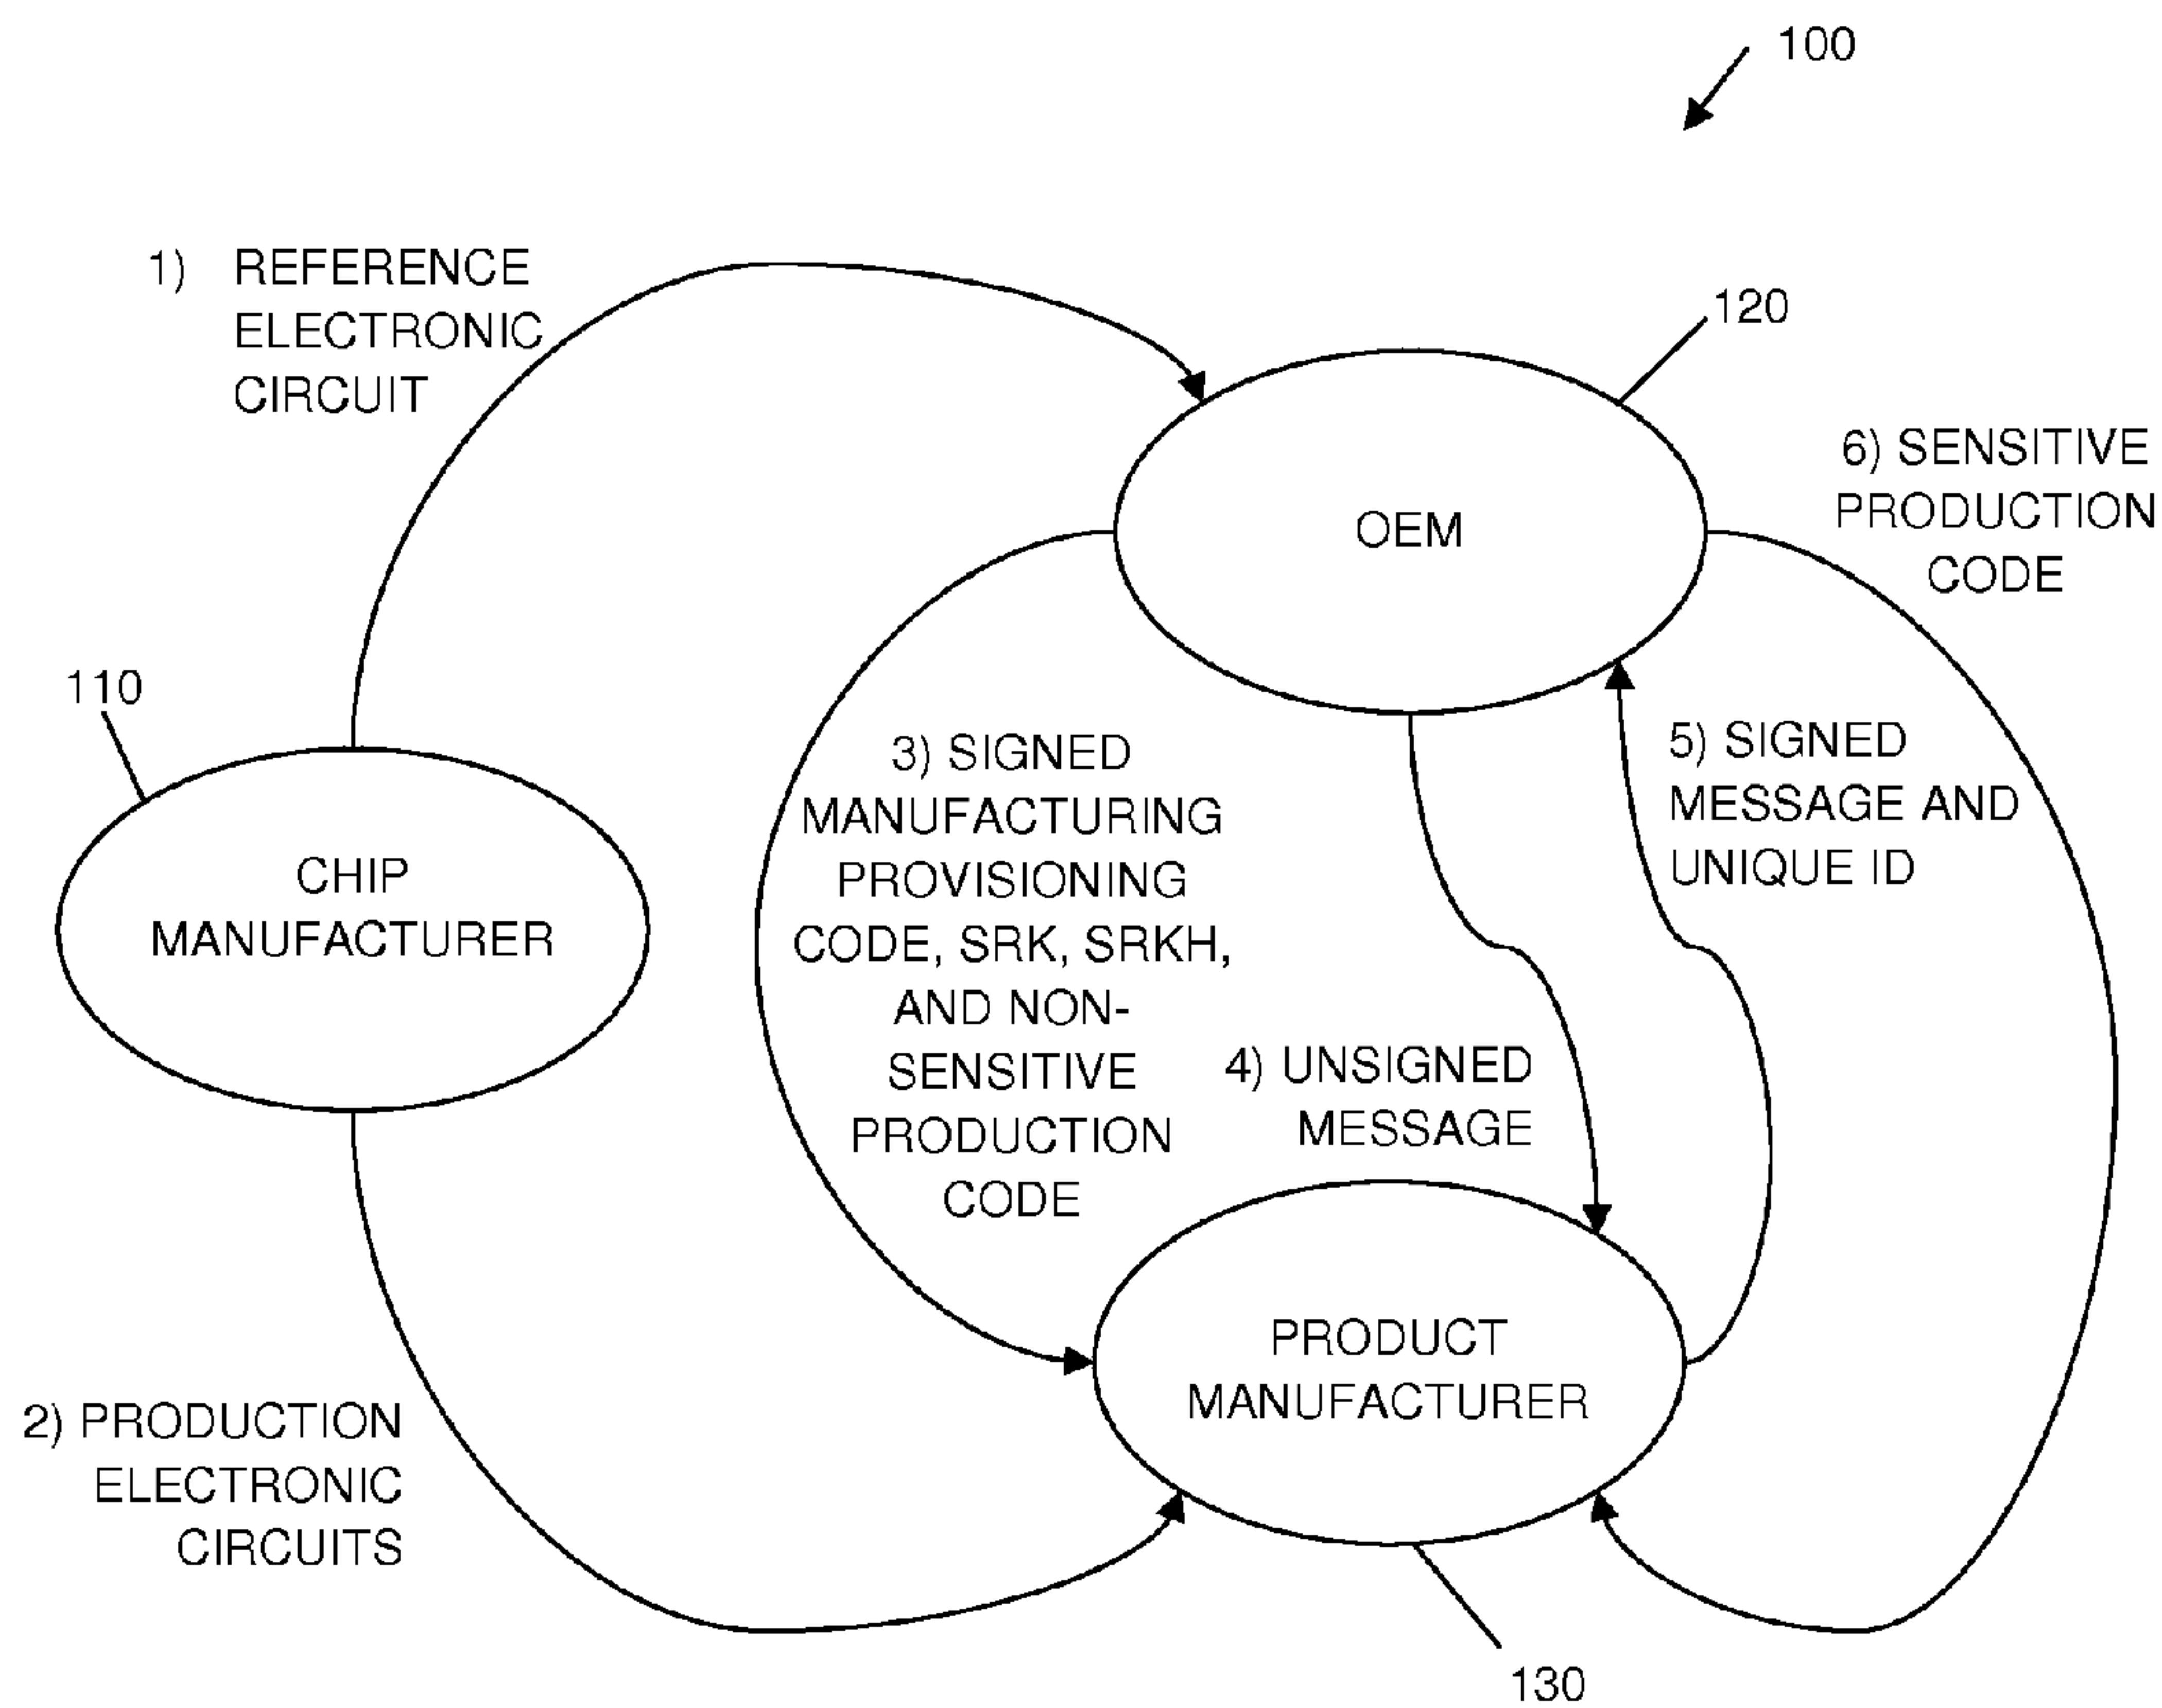 100
1) REFERENCE
ELECTRONIC
CIRCUIT
120
6) SENSITIVE
PRODUCTION
CODE
OEM
110
CHIP
MANUFACTURER
3) SIGNED
MANUFACTURING
PROVISIONING
CODE, SRK, SRKH,
AND NON-
SENSITIVE
PRODUCTION
CODE
5) SIGNED
MESSAGE AND
UNIQUE ID
4) UNSIGNED
MESSAGE
PRODUCT
MANUFACTURER
2) PRODUCTION
ELECTRONIC
CIRCUITS
130